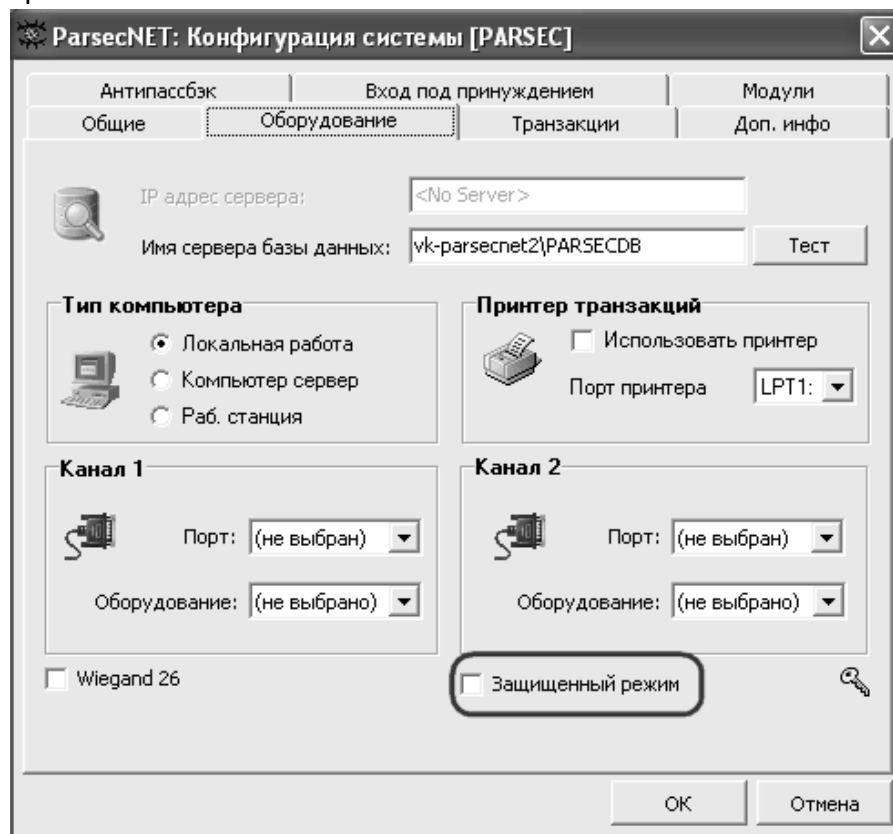 ParsecNET: Конфигурация системы [PARSEC]
Антипассбэк Вход под принуждением Модули
Общие Оборудование Транзакции Доп. инфо
IP адрес сервера: <No Server>
Имя сервера базы данных: vk-parsecnet2\PARSECDB Тест
Тип компьютера Принтер транзакций
Локальная работа Использовать принтер
Компьютер сервер Порт принтера LPT1:
Раб. станция
Канал 1 Канал 2
Порт: (не выбран) Порт: (не выбран)
Оборудование: (не выбрано) Оборудование: (не выбрано)
Wiegand 26 Защищенный режим
ОК Отмена